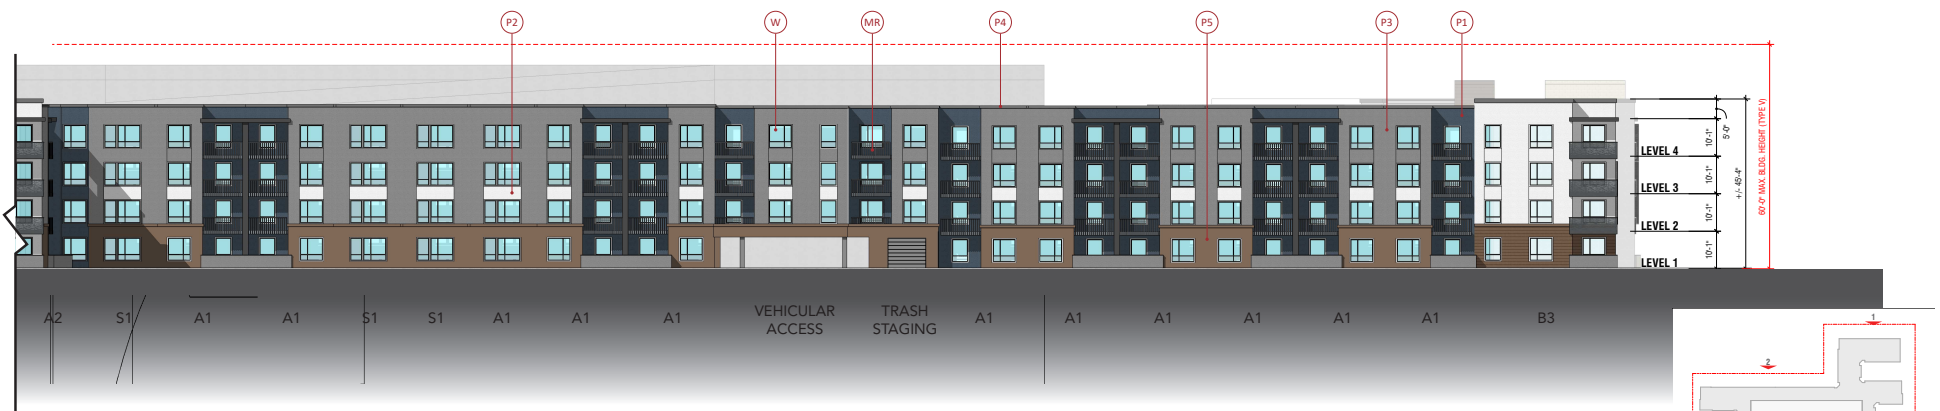 P2
W
MR
P4
P5
P3
P1
LEVEL 4
LEVEL 3
LEVEL 2
LEVEL 1
10'-1"
10'-1"
10'-1"
10'-1"
5'-0"
+/- 45'-4"
60'-0" MAX. BLDG. HEIGHT (TYPE V)
A2
S1
A1
A1
S1
S1
A1
A1
A1
VEHICULAR
ACCESS
TRASH
STAGING
A1
A1
A1
A1
A1
A1
B3
1
2